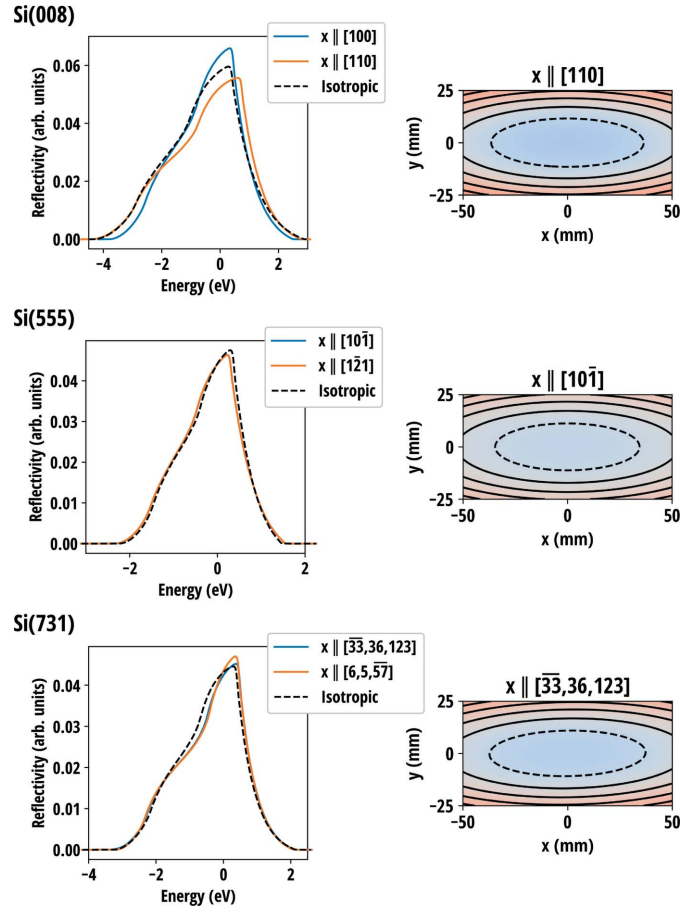 Si(008)
x ∥ [100]
x ∥ [110]
Isotropic
0.06
0.04
0.02
0.00
Reflectivity (arb. units)
−4
−2
0
2
Energy (eV)
x ∥ [110]
25
0
−25
y (mm)
−50
0
50
x (mm)
Si(555)
x ∥ [101̅]
x ∥ [12̅1]
Isotropic
0.04
0.03
0.02
0.01
0.00
Reflectivity (arb. units)
−2
0
2
Energy (eV)
x ∥ [101̅]
25
0
−25
y (mm)
−50
0
50
x (mm)
Si(731)
x ∥ [3̅3̅,36,123]
x ∥ [6,5,5̅7̅]
Isotropic
0.04
0.03
0.02
0.01
0.00
Reflectivity (arb. units)
−4
−2
0
2
Energy (eV)
x ∥ [3̅3̅,36,123]
25
0
−25
y (mm)
−50
0
50
x (mm)